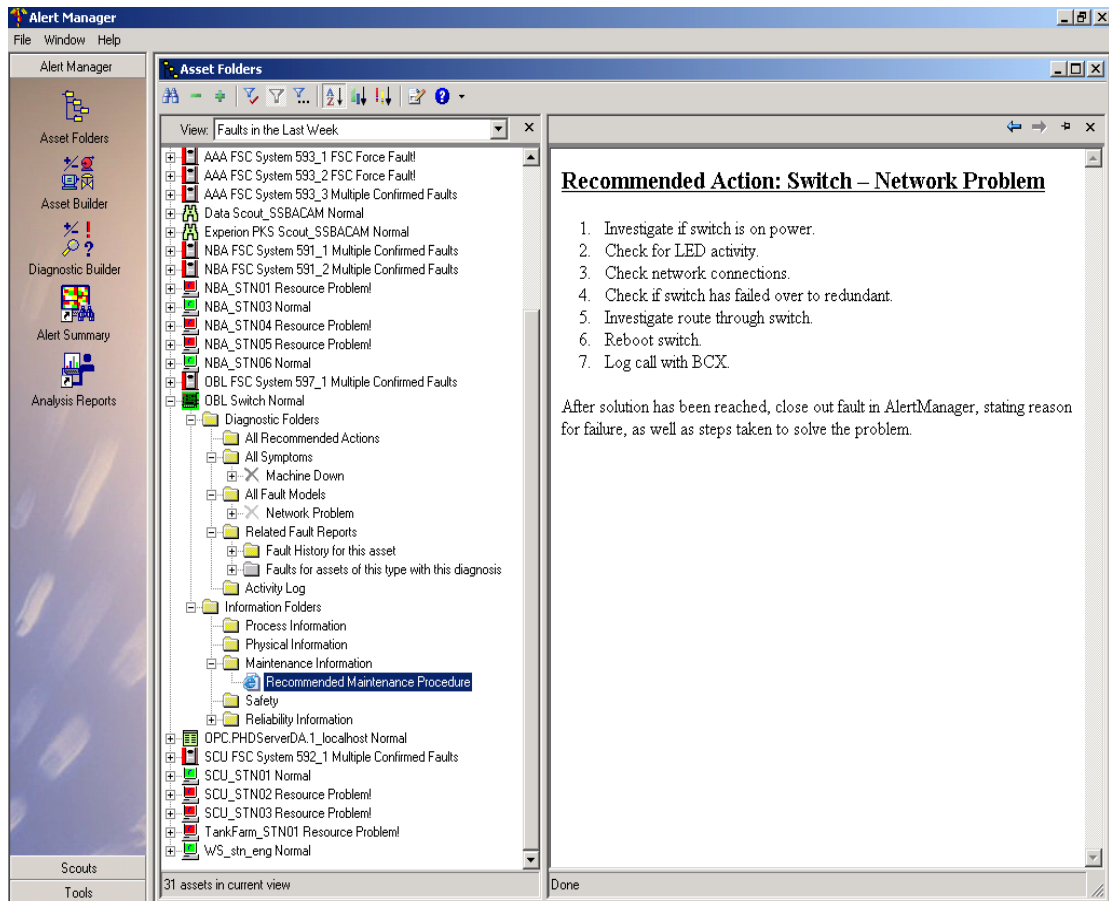 Alert Manager
File Window Help
Alert Manager
Asset Folders
Asset Builder
Diagnostic Builder
Alert Summary
Analysis Reports
Scouts
Tools
Asset Folders
View: Faults in the Last Week
AAA FSC System 593_1 FSC Force Fault!
AAA FSC System 593_2 FSC Force Fault!
AAA FSC System 593_3 Multiple Confirmed Faults
Data Scout_SSBACAM Normal
Experion PKS Scout_SSBACAM Normal
NBA FSC System 591_1 Multiple Confirmed Faults
NBA FSC System 591_2 Multiple Confirmed Faults
NBA_STN01 Resource Problem!
NBA_STN03 Normal
NBA_STN04 Resource Problem!
NBA_STN05 Resource Problem!
NBA_STN06 Normal
OBL FSC System 597_1 Multiple Confirmed Faults
OBL Switch Normal
Diagnostic Folders
All Recommended Actions
All Symptoms
Machine Down
All Fault Models
Network Problem
Related Fault Reports
Fault History for this asset
Faults for assets of this type with this diagnosis
Activity Log
Information Folders
Process Information
Physical Information
Maintenance Information
Recommended Maintenance Procedure
Safety
Reliability Information
OPC.PHDServerDA.1_localhost Normal
SCU FSC System 592_1 Multiple Confirmed Faults
SCU_STN01 Normal
SCU_STN02 Resource Problem!
SCU_STN03 Resource Problem!
TankFarm_STN01 Resource Problem!
WS_stn_eng Normal
31 assets in current view
Recommended Action: Switch – Network Problem
1. Investigate if switch is on power.
2. Check for LED activity.
3. Check network connections.
4. Check if switch has failed over to redundant.
5. Investigate route through switch.
6. Reboot switch.
7. Log call with BCX.
After solution has been reached, close out fault in AlertManager, stating reason
for failure, as well as steps taken to solve the problem.
Done